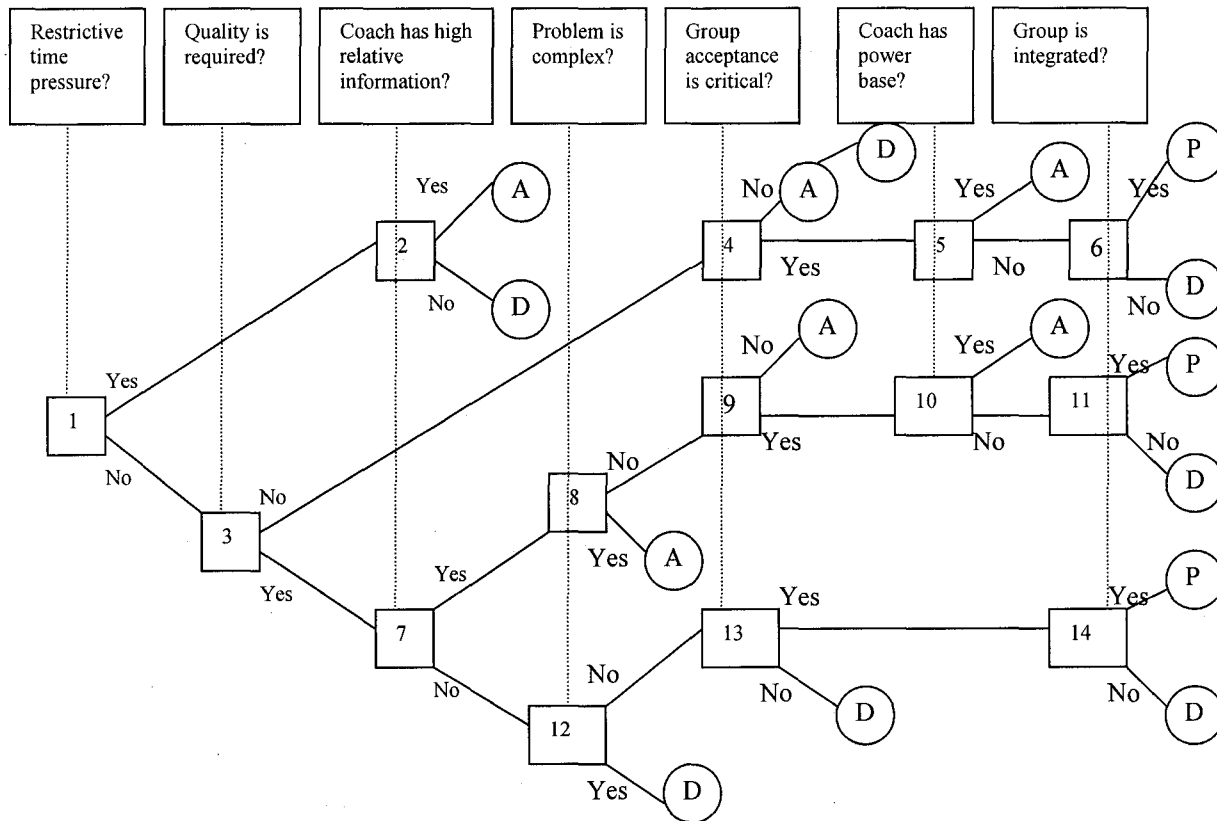 Restrictive
time
pressure?
Quality is
required?
Coach has high
relative
information?
Problem is
complex?
Group
acceptance
is critical?
Coach has
power
base?
Group is
integrated?
D
P
No
A
Yes
A
Yes
Yes
A
2
4
5
6
Yes
No
No
D
D
No
No
A
Yes
A
Yes
P
Yes
1
9
10
11
Yes
No
No
No
No
No
8
D
3
Yes
A
Yes
Yes
P
Yes
Yes
7
13
14
No
No
No
D
No
D
12
Yes
D